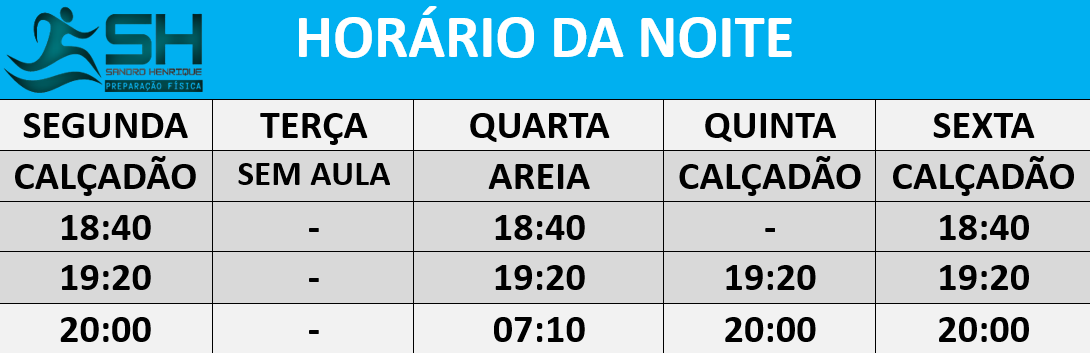 SH
SANDRO HENRIQUE
PREPARAÇÃO FÍSICA
HORÁRIO DA NOITE
SEGUNDA TERÇA QUARTA QUINTA SEXTA
CALÇADÃO SEM AULA AREIA CALÇADÃO CALÇADÃO
18:40 - 18:40 - 18:40
19:20 - 19:20 19:20 19:20
20:00 - 07:10 20:00 20:00